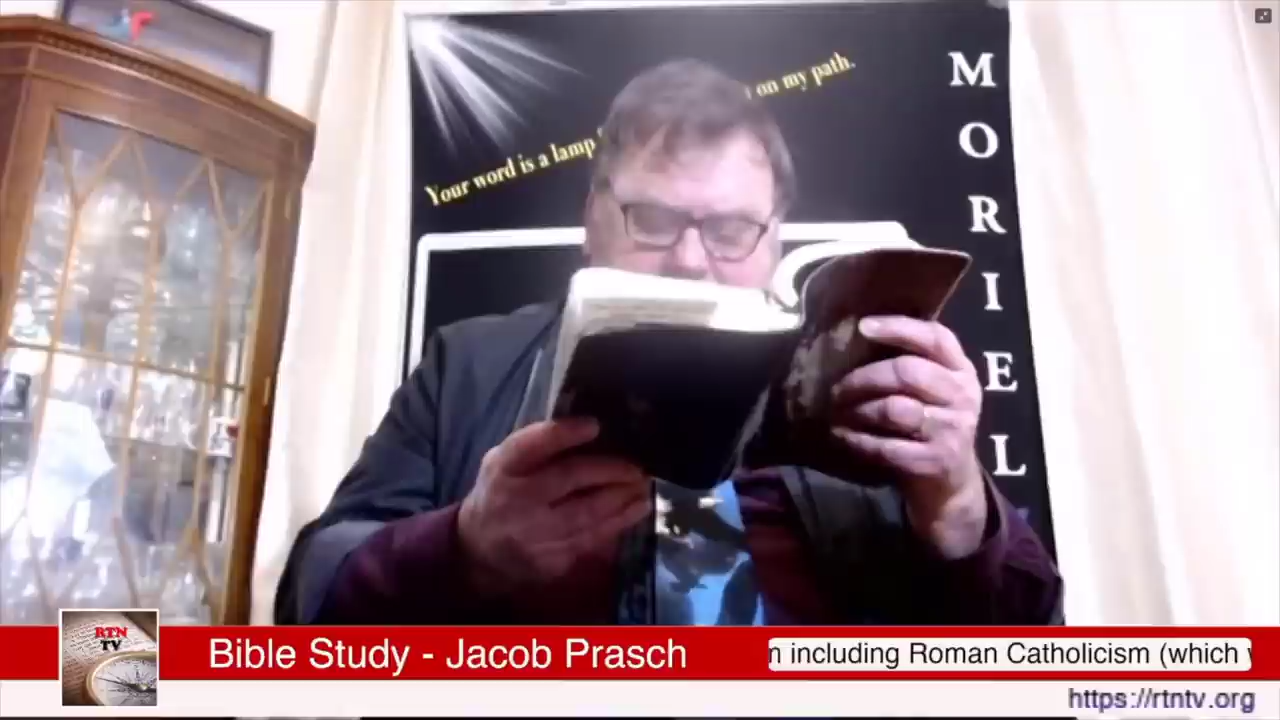 Your word is a lamp
on my path.
MORIEL
RTN
TV
Bible Study - Jacob Prasch
n including Roman Catholicism (which
https://rtntv.org